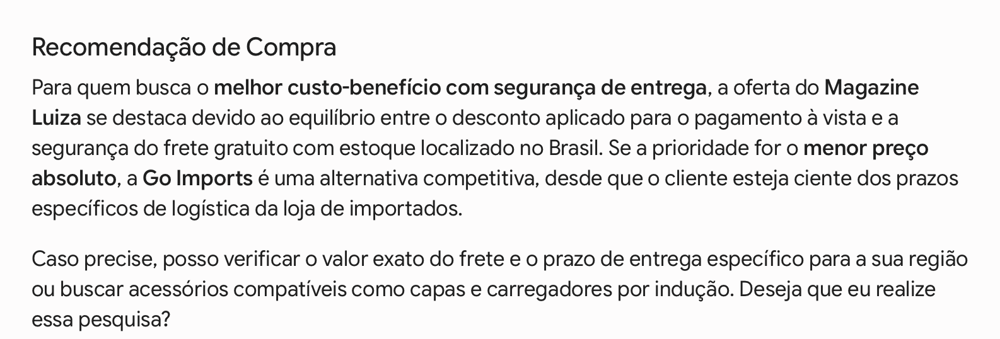 Recomendação de Compra
Para quem busca o melhor custo-benefício com segurança de entrega, a oferta do Magazine
Luiza se destaca devido ao equilíbrio entre o desconto aplicado para o pagamento à vista e a
segurança do frete gratuito com estoque localizado no Brasil. Se a prioridade for o menor preço
absoluto, a Go Imports é uma alternativa competitiva, desde que o cliente esteja ciente dos prazos
específicos de logística da loja de importados.
Caso precise, posso verificar o valor exato do frete e o prazo de entrega específico para a sua região
ou buscar acessórios compatíveis como capas e carregadores por indução. Deseja que eu realize
essa pesquisa?